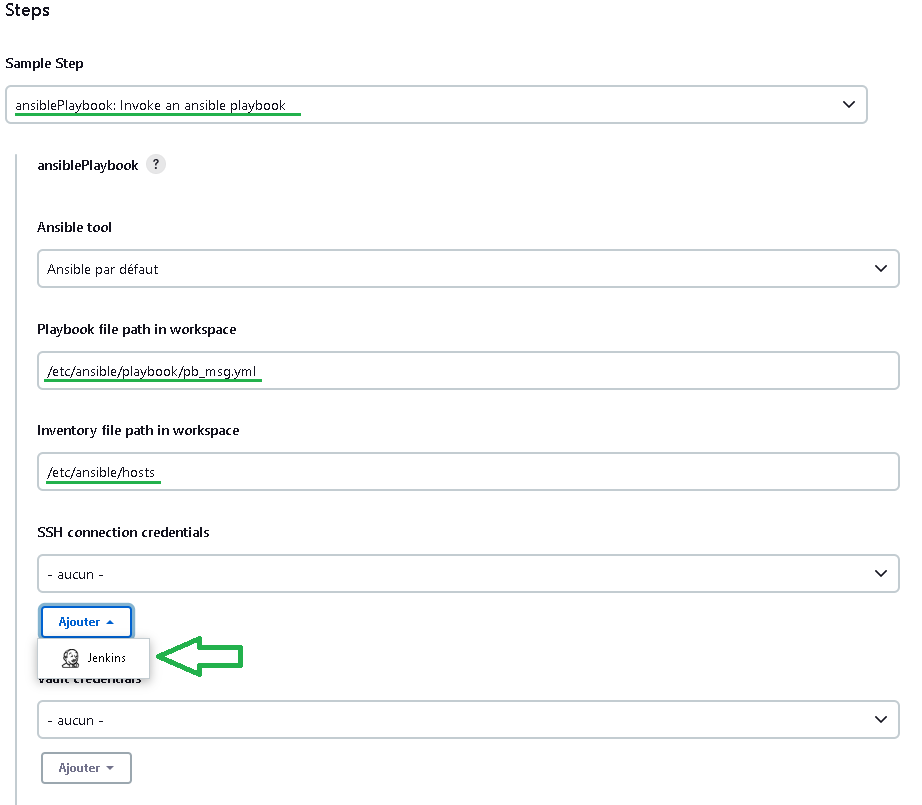 Steps
Sample Step
ansiblePlaybook: Invoke an ansible playbook
ansiblePlaybook ?
Ansible tool
Ansible par défaut
Playbook file path in workspace
/etc/ansible/playbook/pb_msg.yml
Inventory file path in workspace
/etc/ansible/hosts
SSH connection credentials
- aucun -
Ajouter
Jenkins
Vault credentials
- aucun -
Ajouter